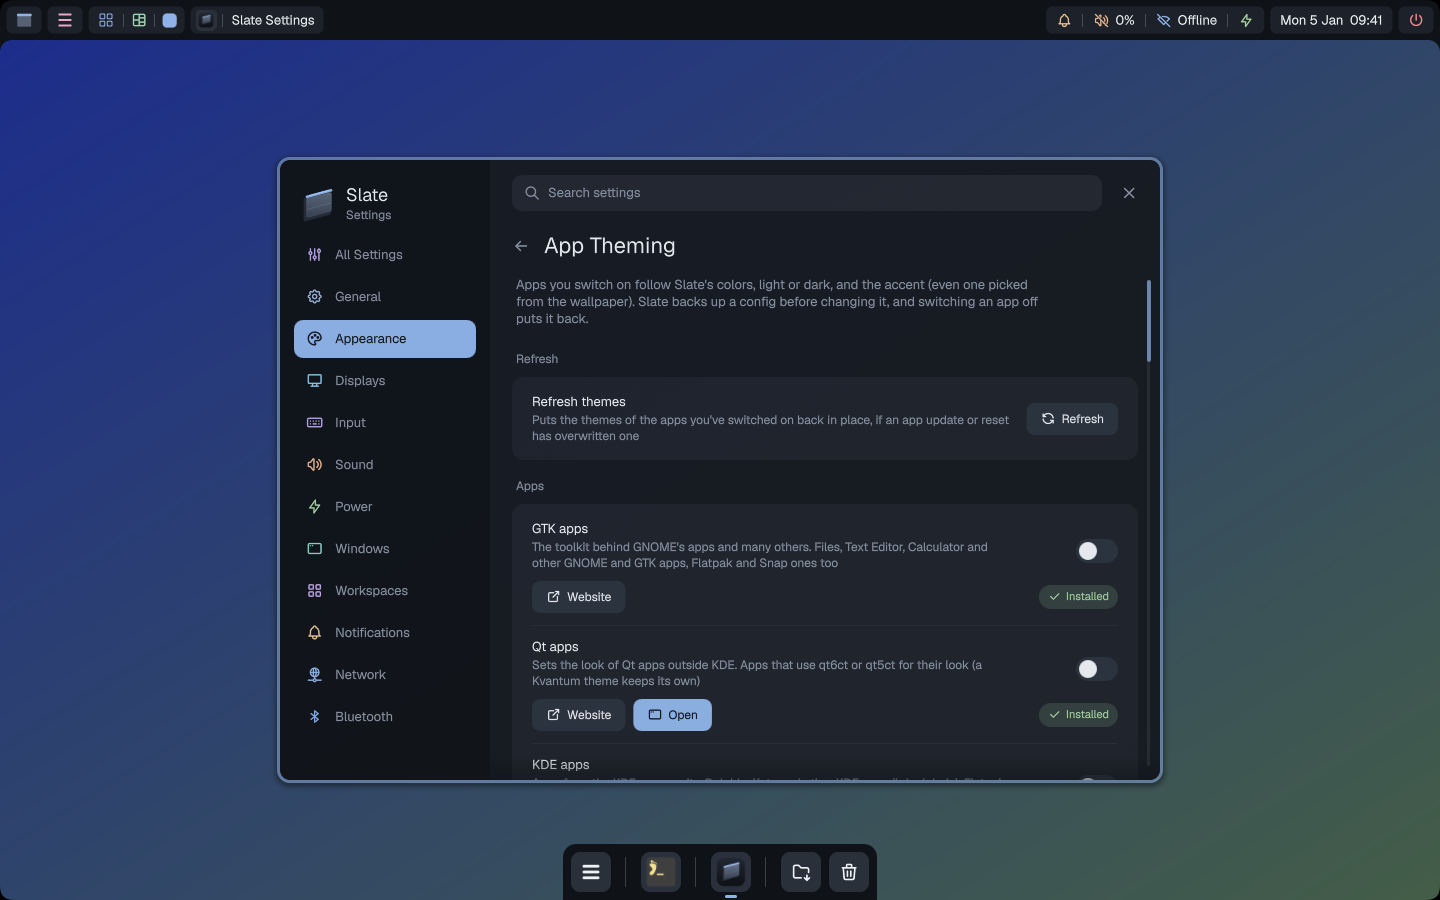 Slate Settings
0%
Offline
Mon 5 Jan 09:41
Slate
Settings
All Settings
General
Appearance
Displays
Input
Sound
Power
Windows
Workspaces
Notifications
Network
Bluetooth
Search settings
App Theming
Apps you switch on follow Slate's colors, light or dark, and the accent (even one picked
from the wallpaper). Slate backs up a config before changing it, and switching an app off
puts it back.
Refresh
Refresh themes
Puts the themes of the apps you've switched on back in place, if an app update or reset
has overwritten one
Refresh
Apps
GTK apps
The toolkit behind GNOME's apps and many others. Files, Text Editor, Calculator and
other GNOME and GTK apps, Flatpak and Snap ones too
Website
Installed
Qt apps
Sets the look of Qt apps outside KDE. Apps that use qt6ct or qt5ct for their look (a
Kvantum theme keeps its own)
Website
Open
Installed
KDE apps